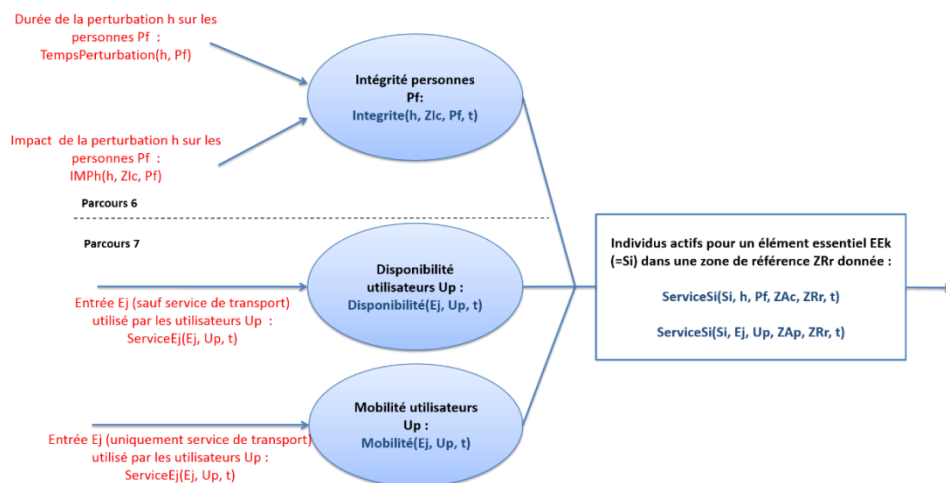 Durée de la perturbation h sur les
personnes Pf :
TempsPerturbation(h, Pf)
Intégrité personnes
Pf:
Integrite(h, ZIc, Pf, t)
Impact de la perturbation h sur les
personnes Pf :
IMPh(h, ZIc, Pf)
Parcours 6
Parcours 7
Entrée Ej (sauf service de transport)
utilisé par les utilisateurs Up :
ServiceEj(Ej, Up, t)
Disponibilité
utilisateurs Up :
Disponibilité(Ej, Up, t)
Entrée Ej (uniquement service de transport)
utilisé par les utilisateurs Up :
ServiceEj(Ej, Up, t)
Mobilité utilisateurs
Up :
Mobilité(Ej, Up, t)
Individus actifs pour un élément essentiel EEk
(=Si) dans une zone de référence ZRr donnée :
ServiceSi(Si, h, Pf, ZAc, ZRr, t)
ServiceSi(Si, Ej, Up, ZAp, ZRr, t)